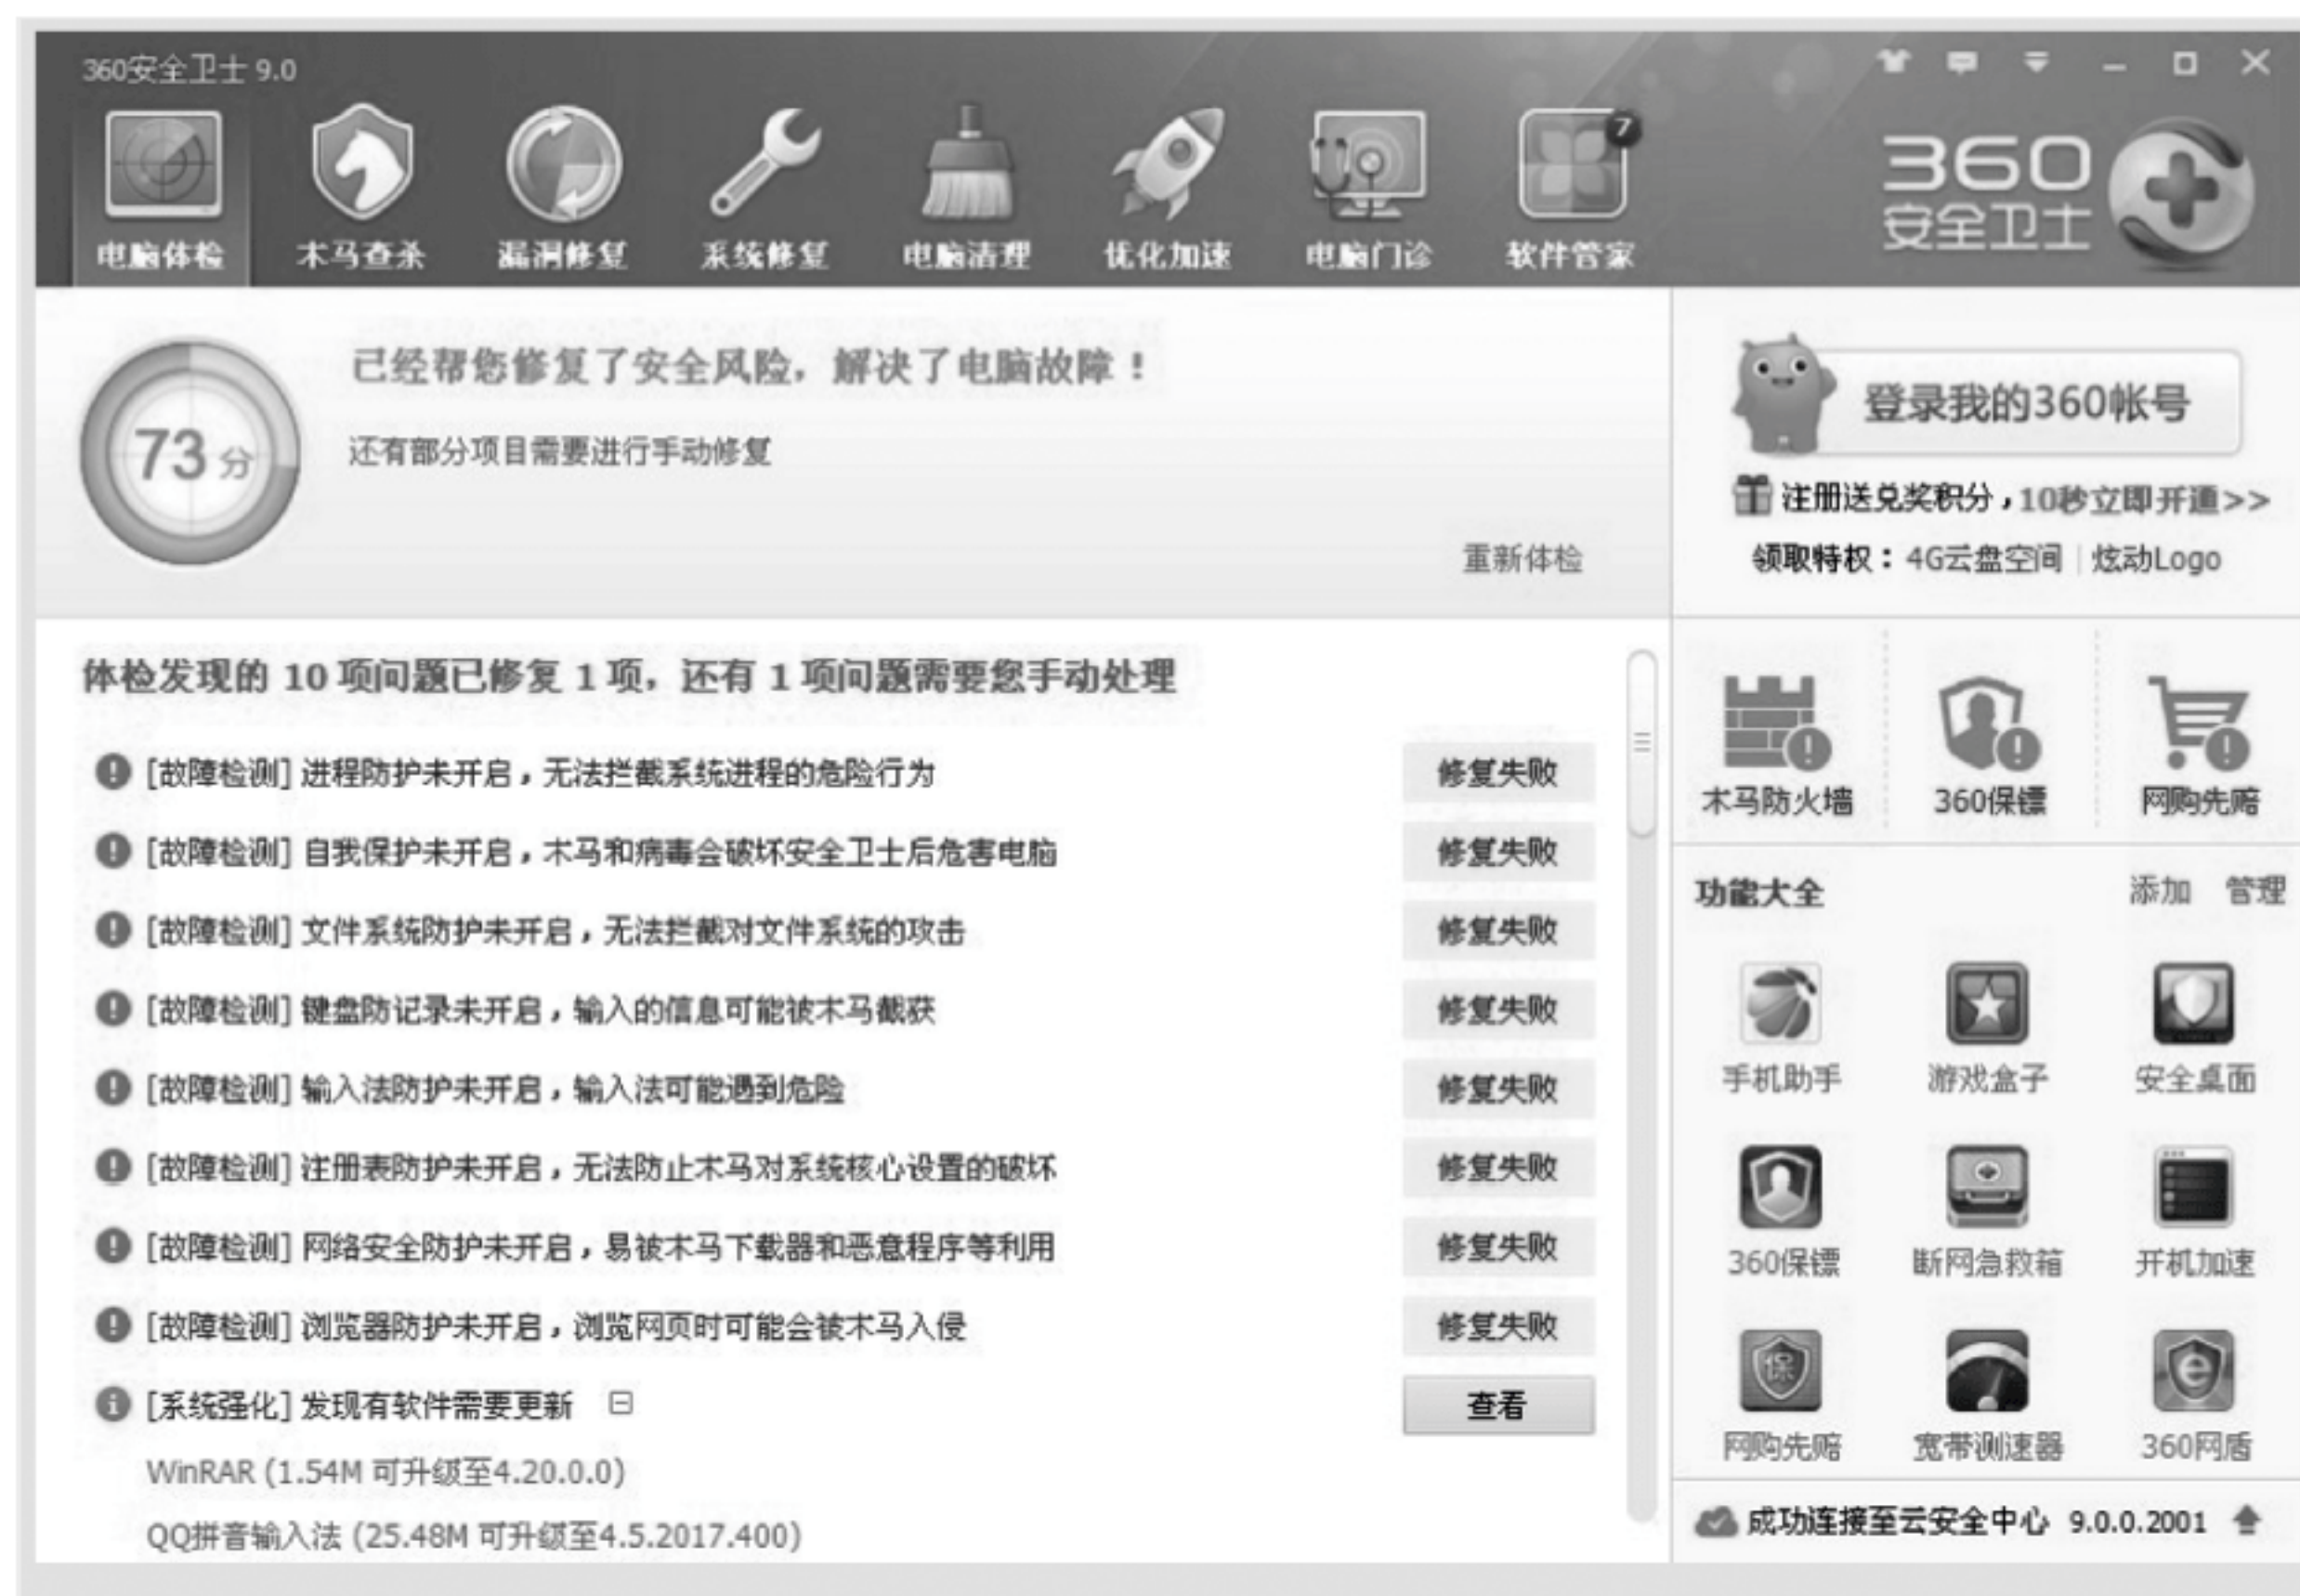 360安全卫士 9.0
7
电脑体检 木马查杀 漏洞修复 系统修复 电脑清理 优化加速 电脑门诊 软件管家
360
安全卫士
73分
已经帮您修复了安全风险，解决了电脑故障！
还有部分项目需要进行手动修复
重新体检
登录我的360帐号
注册送兑奖积分，10秒立即开通>>
领取特权：4G云盘空间 | 炫动Logo
体检发现的 10 项问题已修复 1 项，还有 1 项问题需要您手动处理
[故障检测] 进程防护未开启，无法拦截系统进程的危险行为 修复失败
[故障检测] 自我保护未开启，木马和病毒会破坏安全卫士后危害电脑 修复失败
[故障检测] 文件系统防护未开启，无法拦截对文件系统的攻击 修复失败
[故障检测] 键盘防记录未开启，输入的信息可能被木马截获 修复失败
[故障检测] 输入法防护未开启，输入法可能遇到危险 修复失败
[故障检测] 注册表防护未开启，无法防止木马对系统核心设置的破坏 修复失败
[故障检测] 网络安全防护未开启，易被木马下载器和恶意程序等利用 修复失败
[故障检测] 浏览器防护未开启，浏览网页时可能会被木马入侵 修复失败
[系统强化] 发现有软件需要更新 查看
WinRAR (1.54M 可升级至4.20.0.0)
QQ拼音输入法 (25.48M 可升级至4.5.2017.400)
木马防火墙 360保镖 网购先赔
功能大全 添加 管理
手机助手 游戏盒子 安全桌面
360保镖 断网急救箱 开机加速
保
e
网购先赔 宽带测速器 360网盾
成功连接至云安全中心 9.0.0.2001